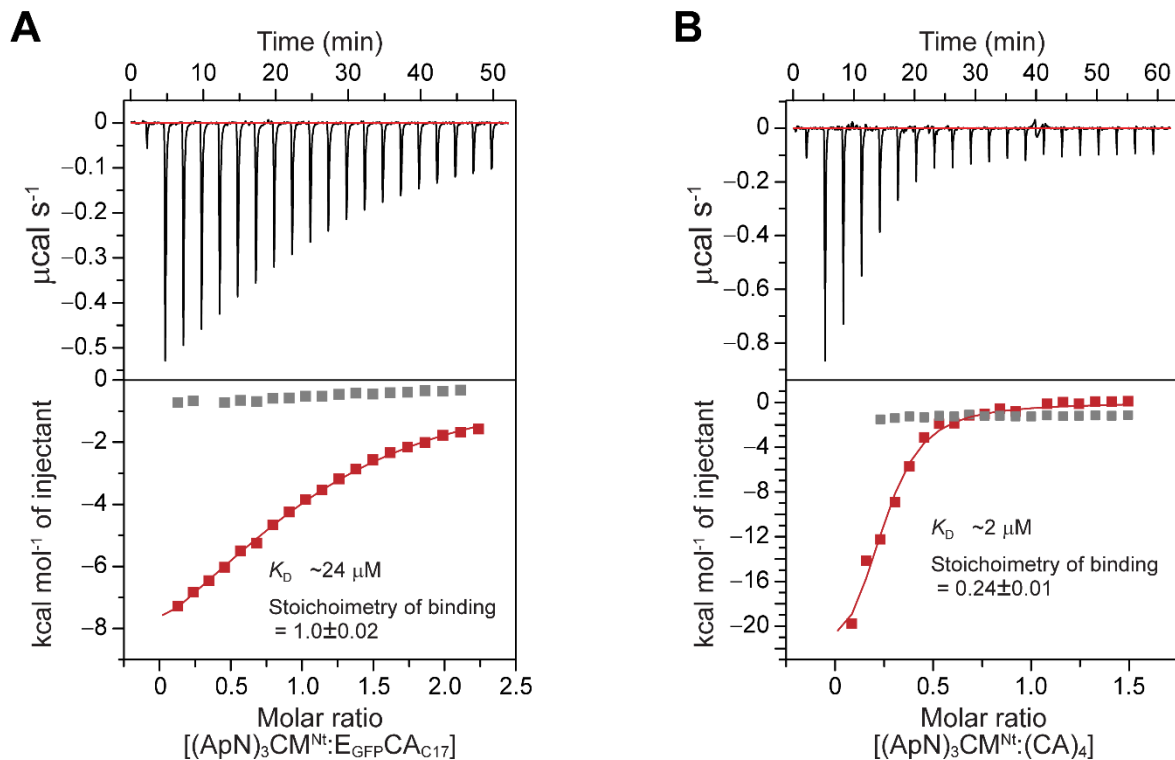 A
Time (min)
0 10 20 30 40 50
0
−0.1
−0.2
−0.3
−0.4
−0.5
µcal s⁻¹
0
−2
−4
−6
−8
kcal mol⁻¹ of injectant
K_D ~24 µM
Stoichoimetry of binding
= 1.0±0.02
0 0.5 1.0 1.5 2.0 2.5
Molar ratio
[(ApN)₃CMᴺᵗ:E_GFPCA_C17]
B
Time (min)
0 10 20 30 40 50 60
0
−0.2
−0.4
−0.6
−0.8
µcal s⁻¹
0
−4
−8
−12
−16
−20
kcal mol⁻¹ of injectant
K_D ~2 µM
Stoichoimetry of binding
= 0.24±0.01
0 0.5 1.0 1.5
Molar ratio
[(ApN)₃CMᴺᵗ:(CA)₄]